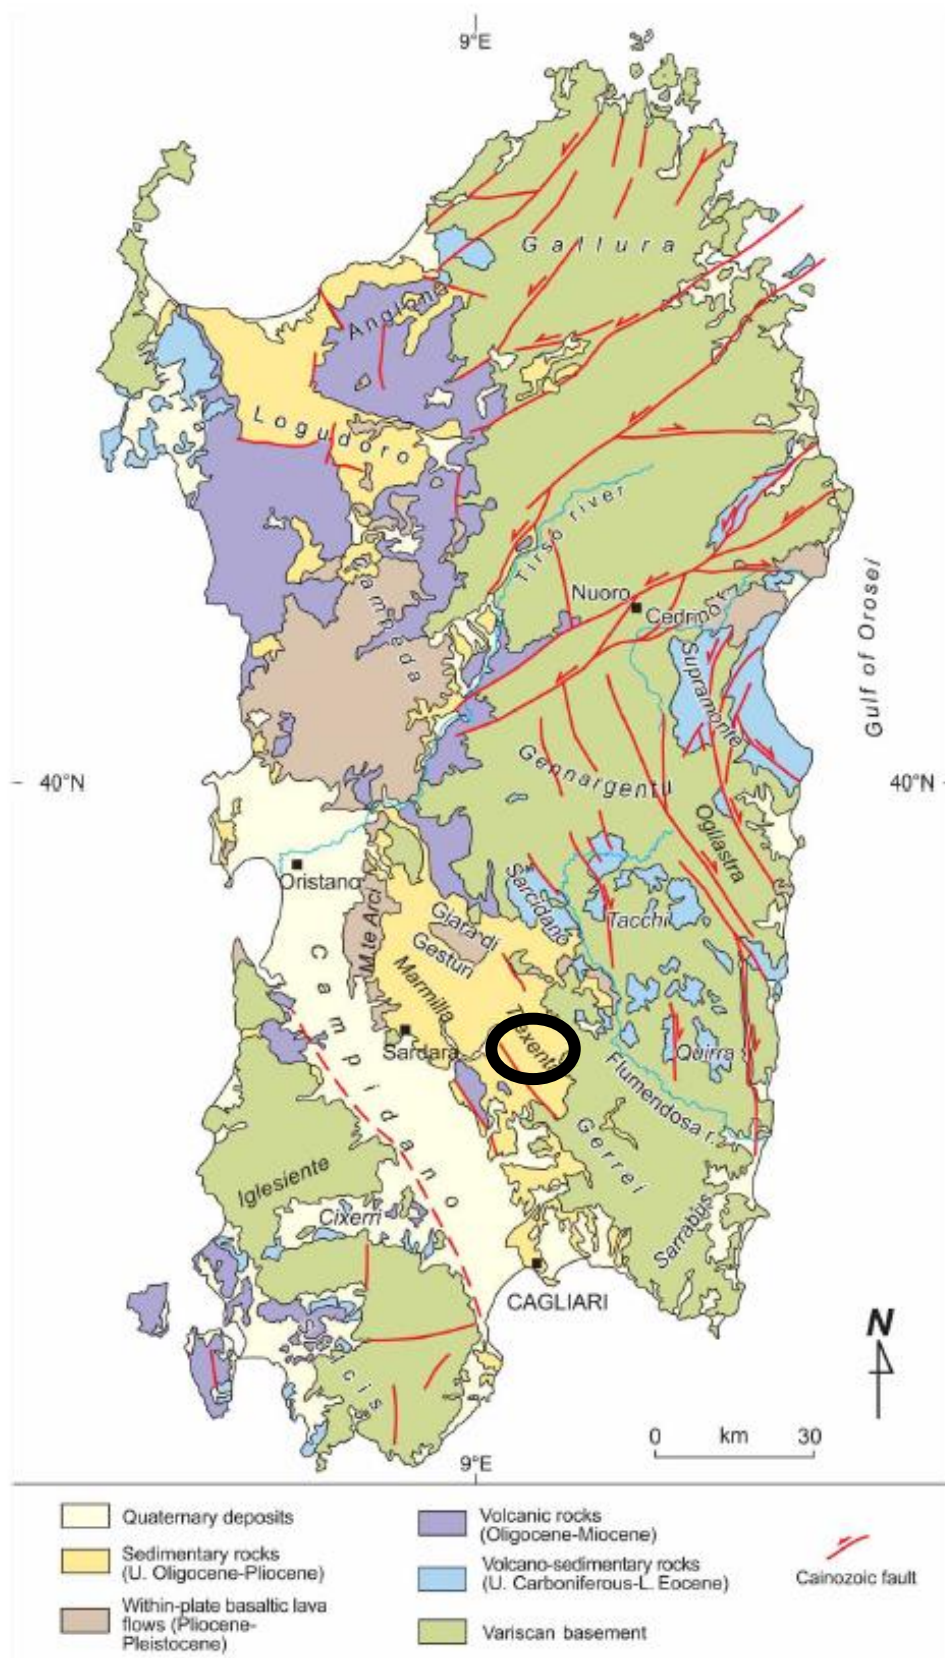 9°E
Gallura
Anglona
Logudoro
Tirso river
Campeda
Nuoro
Cedrino r.
Supramonte
Gulf of Orosei
40°N
40°N
Gennargentu
Ogliastra
Oristano
Sarcidano
Tacchi
M.te Arci
Giara di
Gesturi
Marmilla
Campidano
Trexenta
Sardara
Quirra
Flumendosa r.
Gerrei
Iglesiente
Cixerri
Sarrabus
CAGLIARI
N
0 km 30
9°E
Quaternary deposits
Sedimentary rocks
(U. Oligocene-Pliocene)
Within-plate basaltic lava
flows (Pliocene-
Pleistocene)
Volcanic rocks
(Oligocene-Miocene)
Volcano-sedimentary rocks
(U. Carboniferous-L. Eocene)
Variscan basement
Cainozoic fault